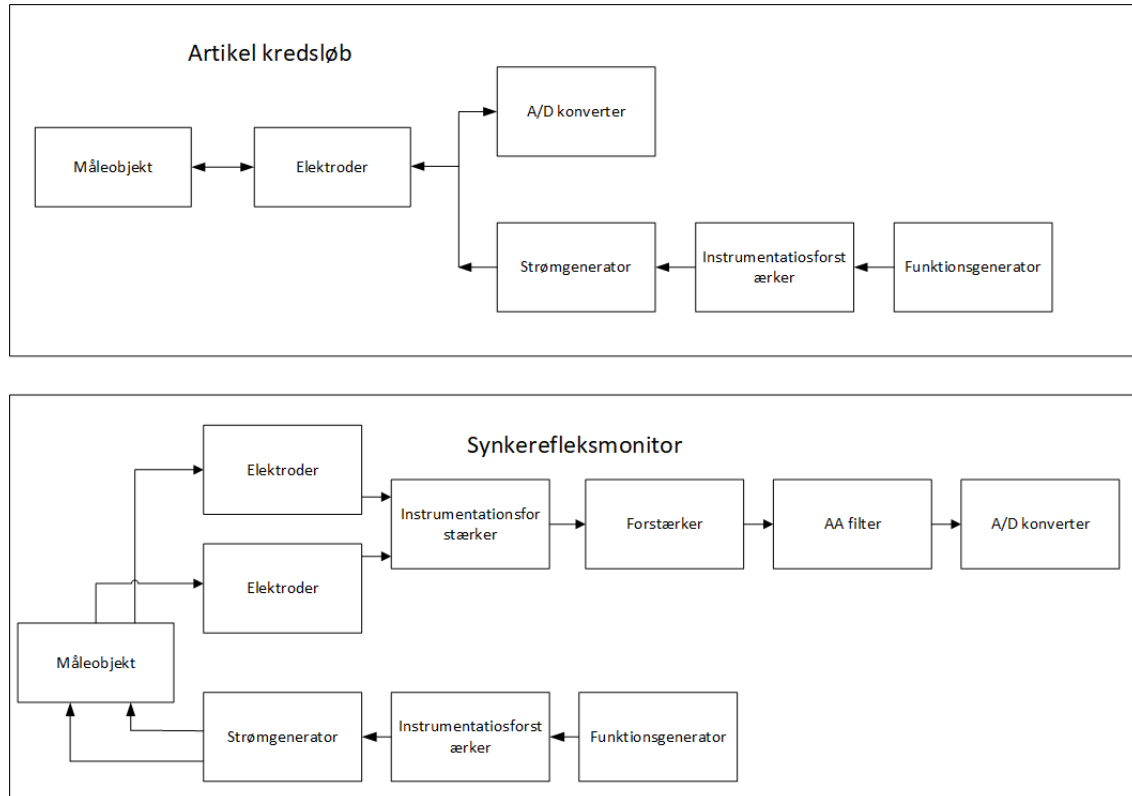 Artikel kredsløb
A/D konverter
Måleobjekt
Elektroder
Strømgenerator
Instrumentatiosforst
ærker
Funktionsgenerator
Synkerefleksmonitor
Elektroder
Instrumentationsfor
stærker
Forstærker
AA filter
A/D konverter
Elektroder
Måleobjekt
Strømgenerator
Instrumentatiosforst
ærker
Funktionsgenerator